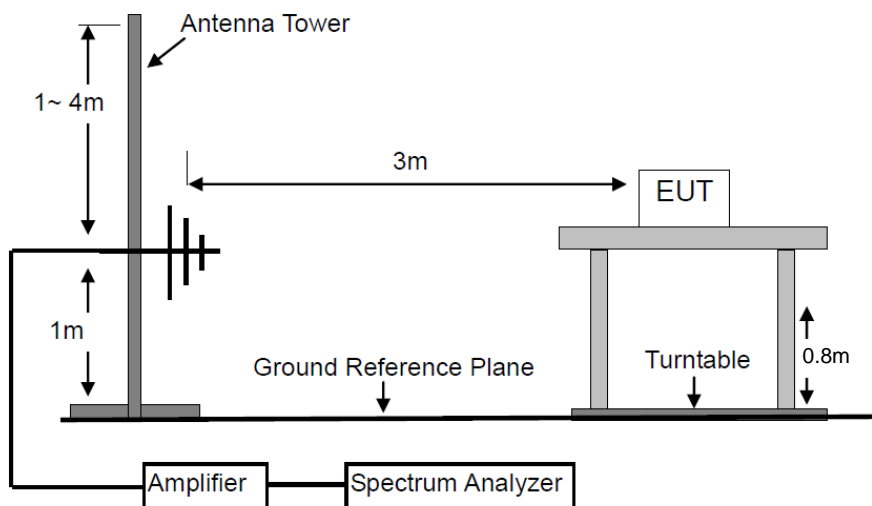 Antenna Tower
1~ 4m
3m
EUT
1m
Ground Reference Plane
Turntable
0.8m
Amplifier
Spectrum Analyzer